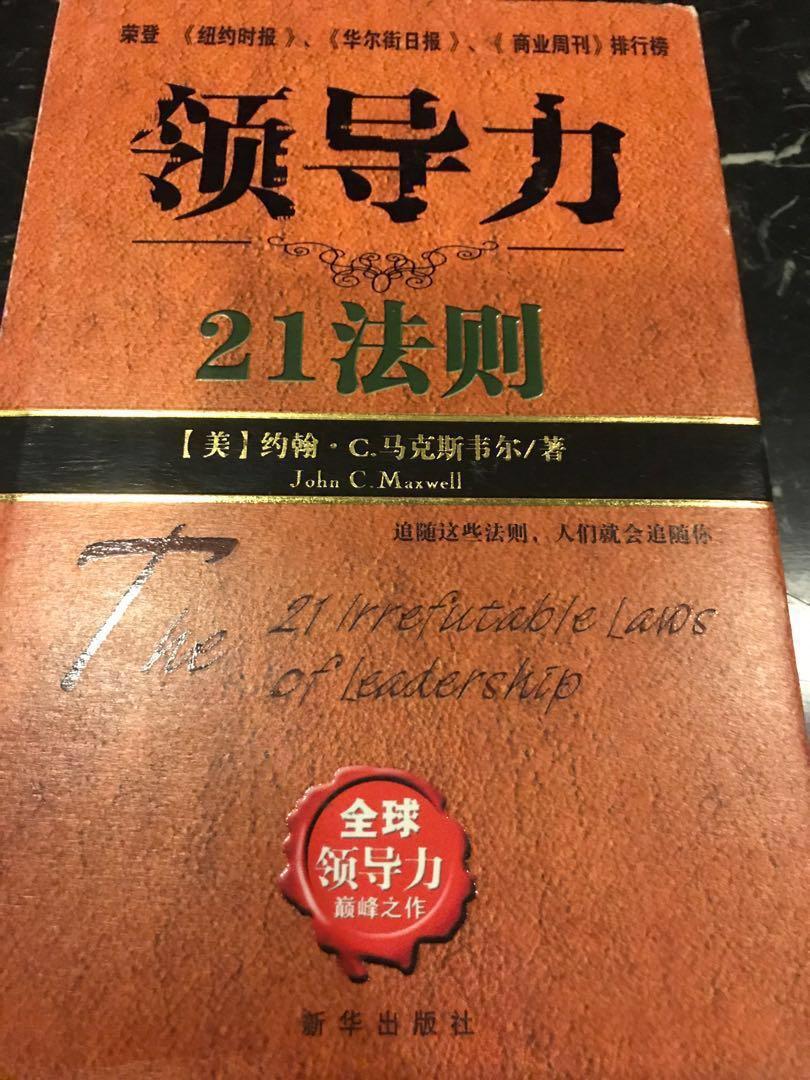 荣登 《纽约时报》、《华尔街日报》、《商业周刊》排行榜
领导力
21法则
【美】约翰·C.马克斯韦尔/著
John C. Maxwell
追随这些法则，人们就会追随你
The 21 Irrefutable Laws
of Leadership
全球
领导力
巅峰之作
新华出版社